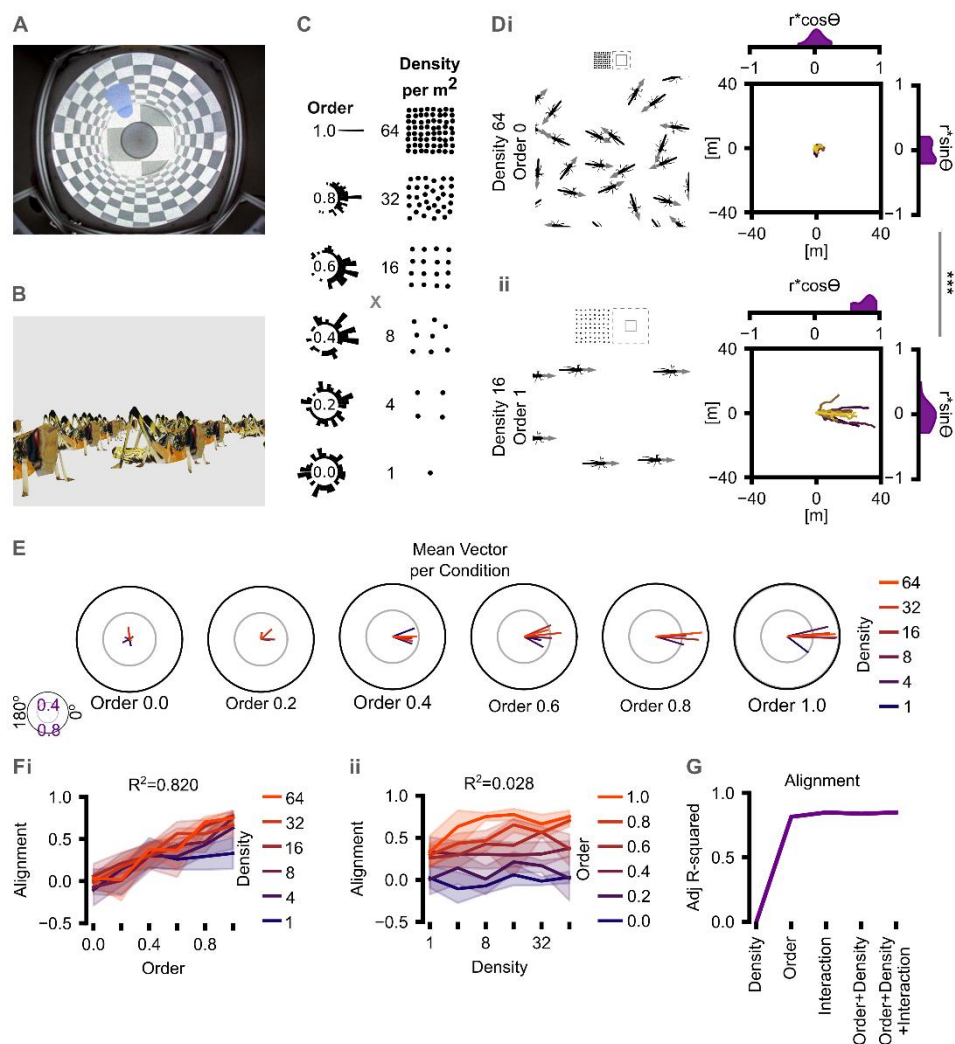 A
B
C
Order
Density
per m²
1.0
64
0.8
32
0.6
16
X
0.4
8
0.2
4
0.0
1
Di
Density 64
Order 0
r*cosΘ
−1 0 1
40
[m] 0
−40
1
0
−1
r*sinΘ
***
ii
Density 16
Order 1
r*cosΘ
−1 0 1
40
[m] 0
−40
−40 0 40
[m]
1
0
−1
r*sinΘ
E
Mean Vector
per Condition
Order 0.0
Order 0.2
Order 0.4
Order 0.6
Order 0.8
Order 1.0
180°
0.4
0.8
0°
Density
64
32
16
8
4
1
Fi
R²=0.820
Alignment
1.0
0.5
0.0
−0.5
0.0 0.4 0.8
Order
Density
64
32
16
8
4
1
ii
R²=0.028
Alignment
1.0
0.5
0.0
−0.5
1 8 32
Density
Order
1.0
0.8
0.6
0.4
0.2
0.0
G
Alignment
Adj R-squared
1.0
0.0
Density
Order
Interaction
Order+Density
Order+Density
+Interaction